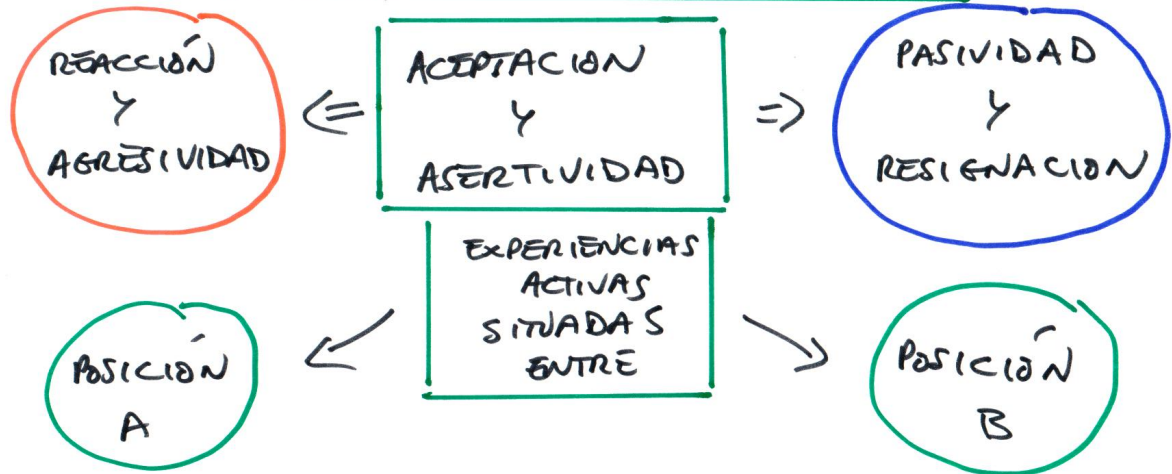 REACCIÓN
Y
AGRESIVIDAD
<=
ACEPTACION
Y
ASERTIVIDAD
=>
PASIVIDAD
Y
RESIGNACION
EXPERIENCIAS
ACTIVAS
SITUADAS
ENTRE
POSICIÓN
A
POSICIÓN
B